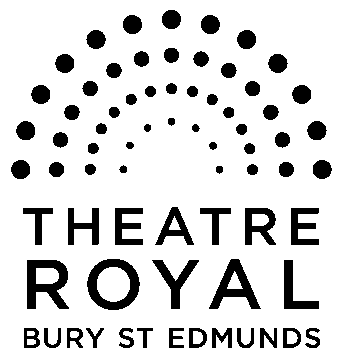 THEATRE
ROYAL
BURY ST EDMUNDS